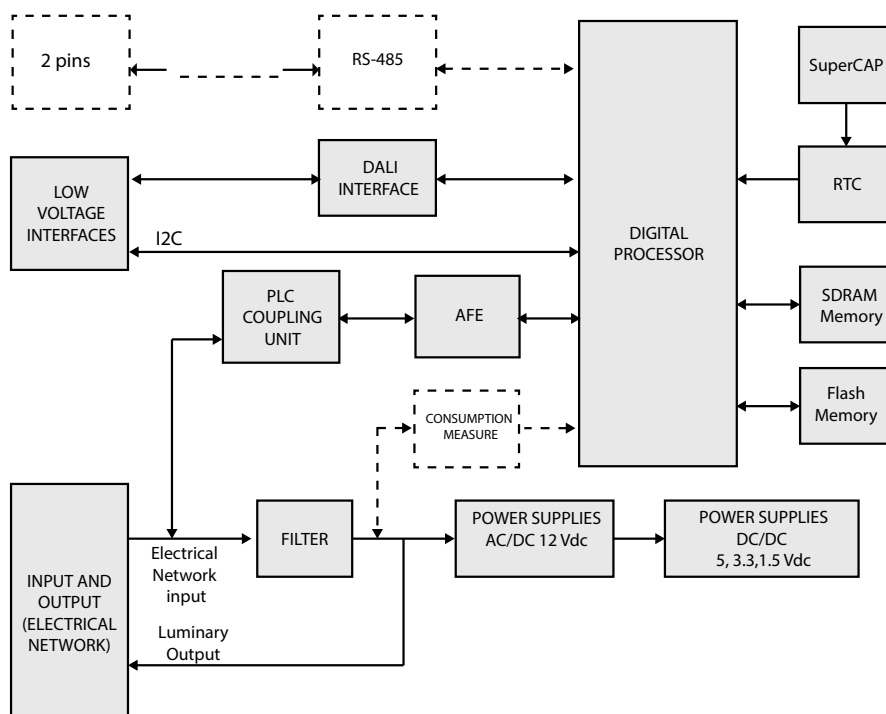 2 pins
RS-485
SuperCAP
DALI
INTERFACE
RTC
LOW
VOLTAGE
INTERFACES
I2C
DIGITAL
PROCESSOR
PLC
COUPLING
UNIT
AFE
SDRAM
Memory
CONSUMPTION
MEASURE
Flash
Memory
INPUT AND
OUTPUT
(ELECTRICAL
NETWORK)
Electrical
Network
input
FILTER
POWER SUPPLIES
AC/DC 12 Vdc
POWER SUPPLIES
DC/DC
5, 3.3,1.5 Vdc
Luminary
Output